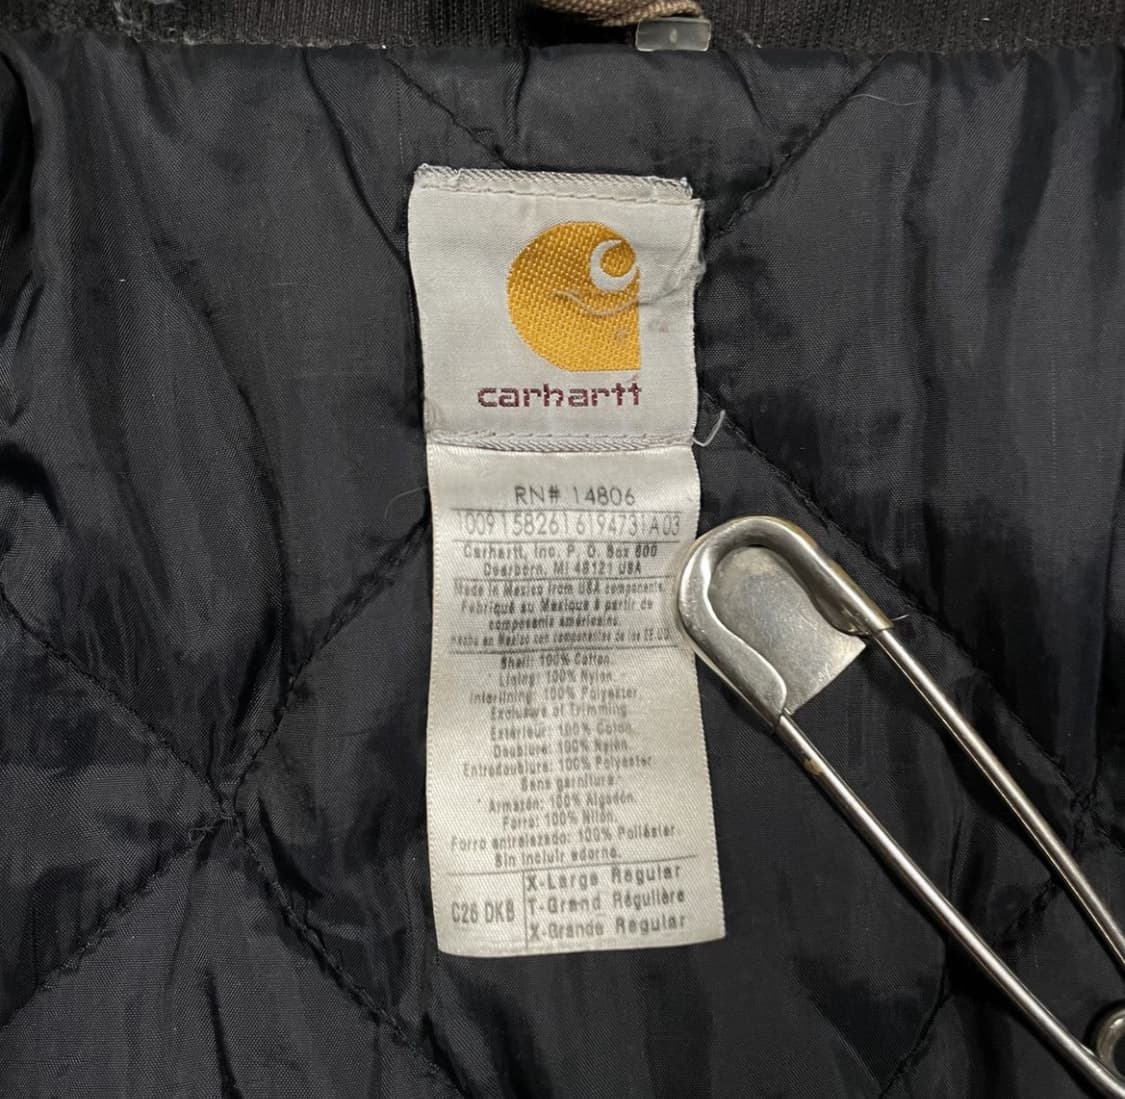 carhartt
RN# 14806
10091582616194731A03
Carhartt, Inc. P. O. Box 600
Dearborn, MI 48121 USA
Made in Mexico from USA components
Fabriqué au Mexique à partir de
composants américains.
Hecho en Mexico con componentes de los EE.UU.
Shell: 100% Cotton.
Lining: 100% Nylon.
Interlining: 100% Polyester.
Exclusive of Trimming
Extérieur: 100% Coton.
Doublure: 100% Nylon.
Entredoublure: 100% Polyester.
Sans garniture.
Armazón: 100% Algodón.
Forro: 100% Nilón.
Forro entrelazado: 100% Poliéster.
Sin incluir adorno.
C26 DKB
X-Large Regular
T-Grand Régulière
X-Grande Regular